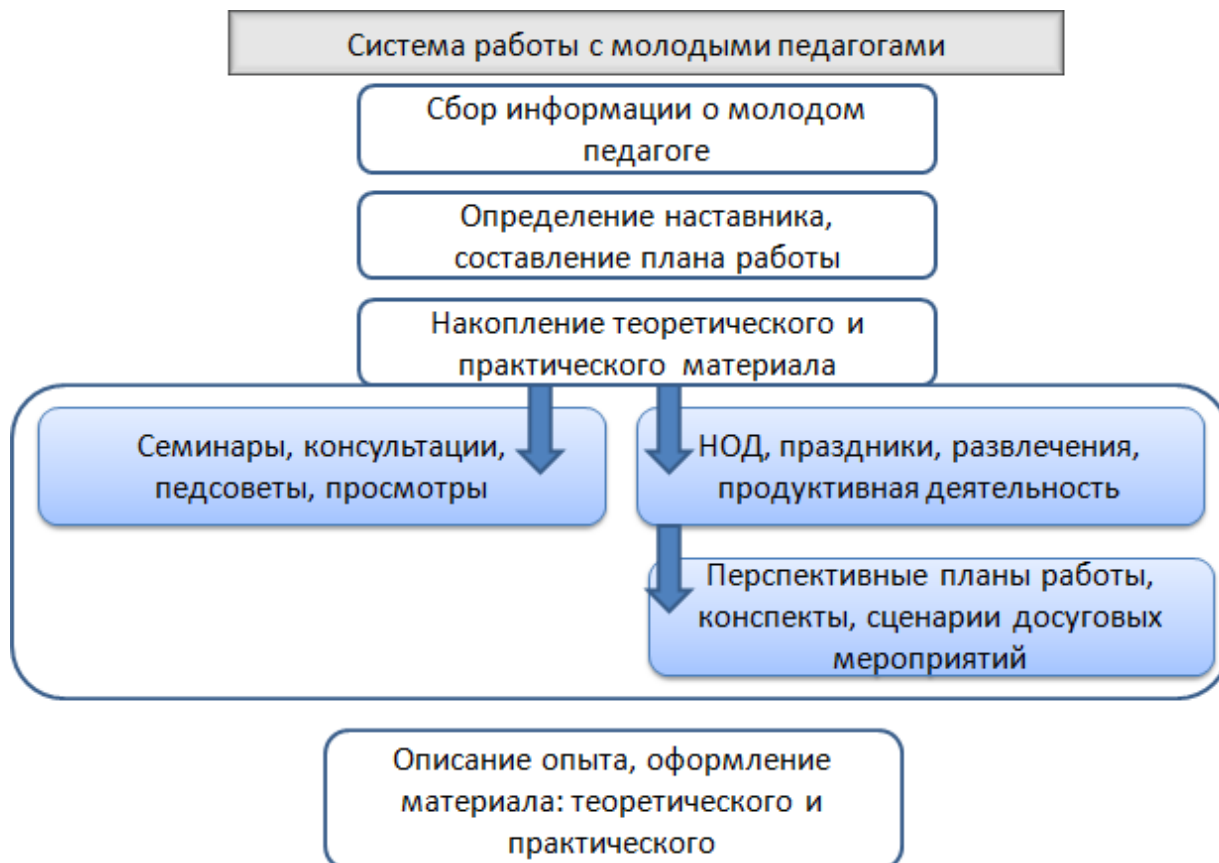 Система работы с молодыми педагогами
Сбор информации о молодом
педагоге
Определение наставника,
составление плана работы
Накопление теоретического и
практического материала
Семинары, консультации,
педсоветы, просмотры
НОД, праздники, развлечения,
продуктивная деятельность
Перспективные планы работы,
конспекты, сценарии досуговых
мероприятий
Описание опыта, оформление
материала: теоретического и
практического